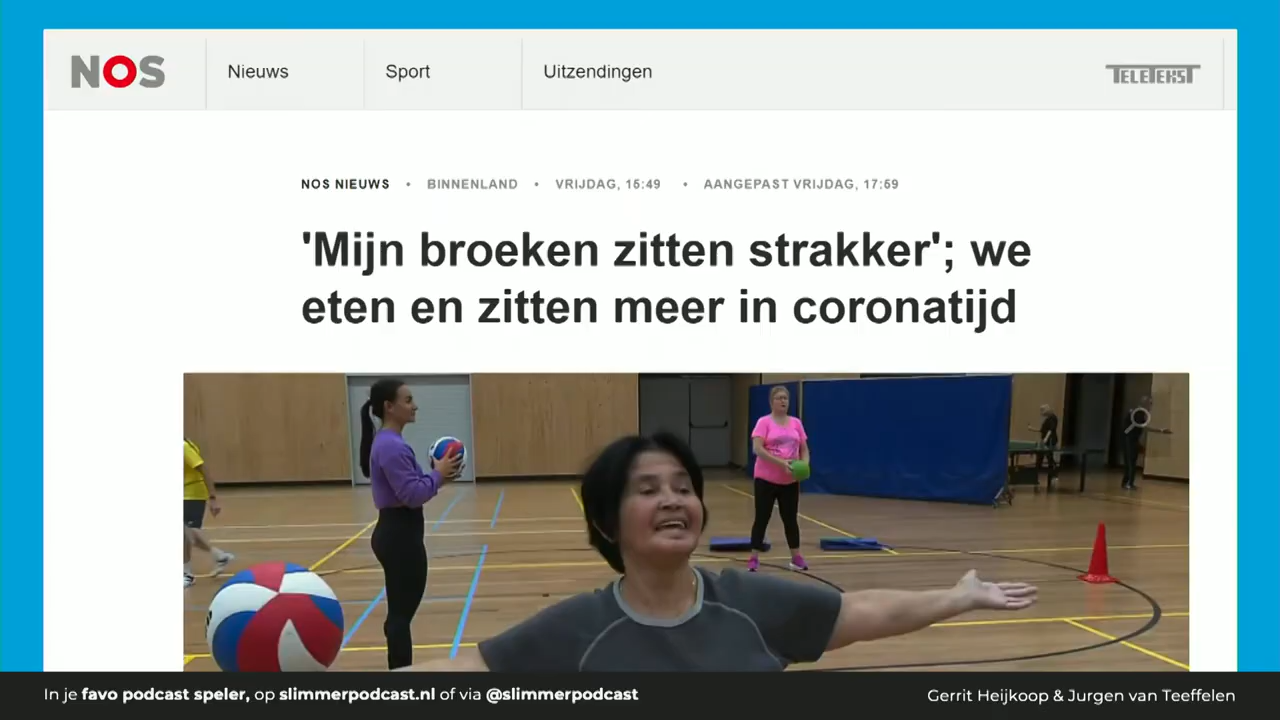 NOS Nieuws Sport Uitzendingen TELETEKST
NOS NIEUWS • BINNENLAND • VRIJDAG, 15:49 • AANGEPAST VRIJDAG, 17:59
'Mijn broeken zitten strakker'; we
eten en zitten meer in coronatijd
In je favo podcast speler, op slimmerpodcast.nl of via @slimmerpodcast
Gerrit Heijkoop & Jurgen van Teeffelen